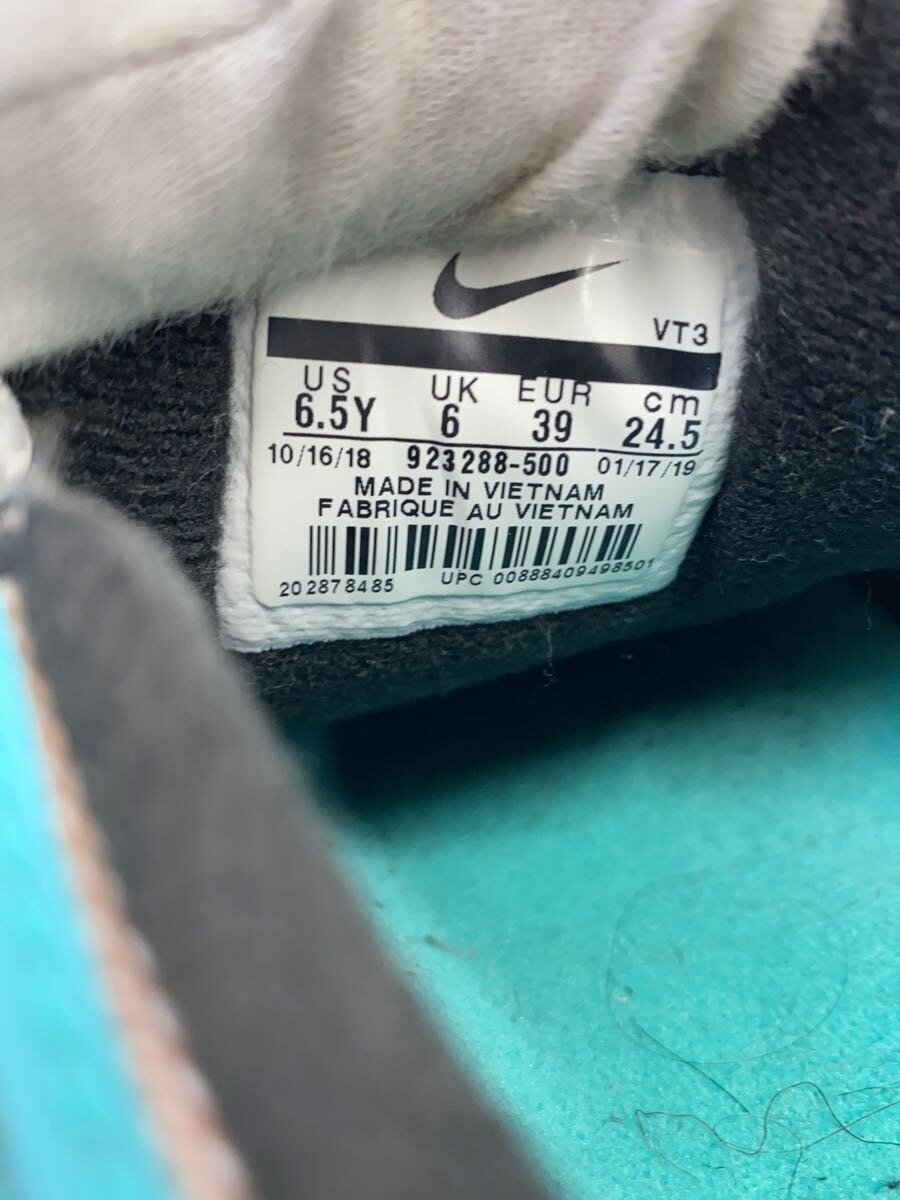 VT3
US UK EUR cm
6.5Y 6 39 24.5
10/16/18 923288-500 01/17/19
MADE IN VIETNAM
FABRIQUE AU VIETNAM
202878485 UPC 00888409498501